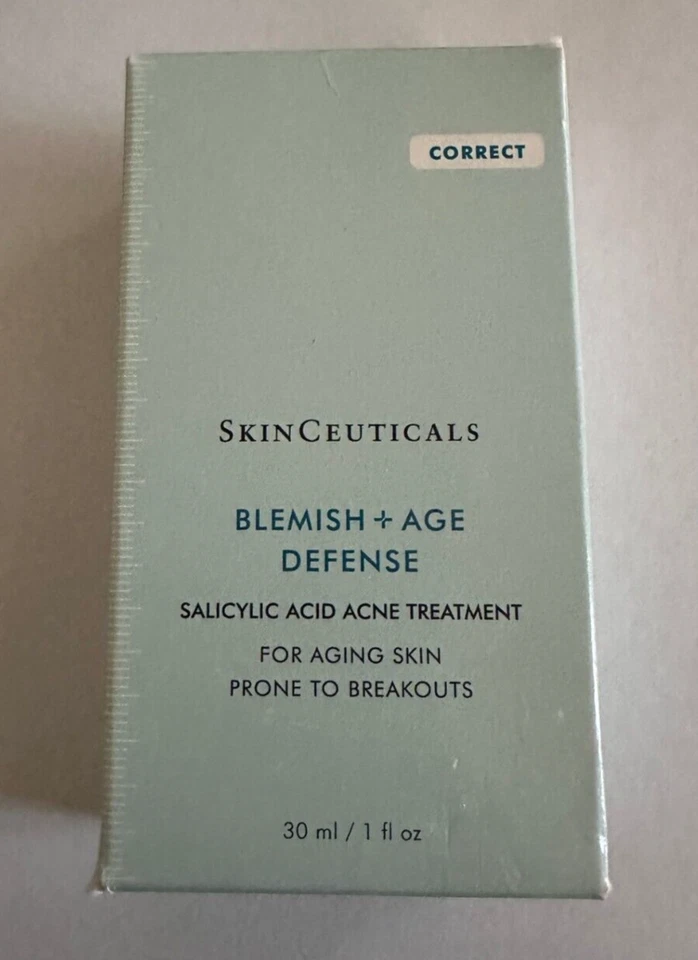 CORRECT
SKINCEUTICALS
BLEMISH + AGE
DEFENSE
SALICYLIC ACID ACNE TREATMENT
FOR AGING SKIN
PRONE TO BREAKOUTS
30 ml / 1 fl oz